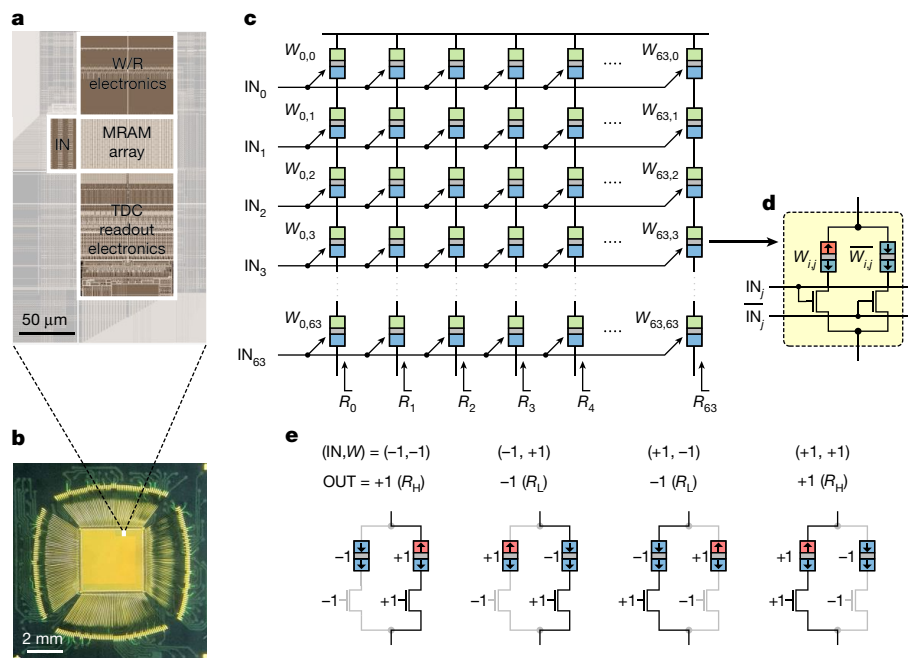 a
W/R
electronics
IN
MRAM
array
TDC
readout
electronics
50 μm
b
2 mm
c
W0,0
W63,0
....
IN0
W0,1
W63,1
....
IN1
W0,2
W63,2
....
IN2
W0,3
W63,3
....
IN3
W0,63
W63,63
....
IN63
R0
R1
R2
R3
R4
R63
d
Wi,j
W̅i,j
INj
I̅N̅j
e
(IN,W) = (-1,-1) (-1, +1) (+1, -1) (+1, +1)
OUT = +1 (RH) -1 (RL) -1 (RL) +1 (RH)
-1 +1 +1 -1 -1 +1 +1 -1
-1 +1 -1 +1 +1 -1 +1 -1